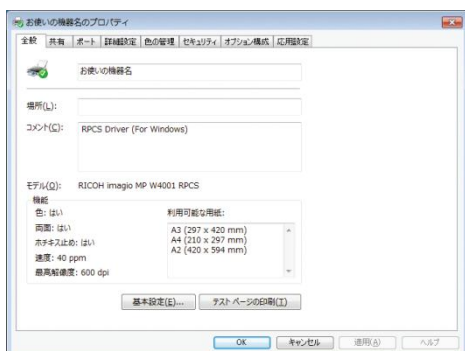 お使いの機器名のプロパティ
全般 共有 ポート 詳細設定 色の管理 セキュリティ オプション構成 応用設定
お使いの機器名
場所(L):
コメント(C): RPCS Driver (For Windows)
モデル(O): RICOH imagio MP W4001 RPCS
機能
色: はい 利用可能な用紙:
両面: はい A3 (297 x 420 mm)
ホチキス止め: はい A4 (210 x 297 mm)
速度: 40 ppm A2 (420 x 594 mm)
最高解像度: 600 dpi
基本設定(E)... テスト ページの印刷(T)
OK キャンセル 適用(A) ヘルプ